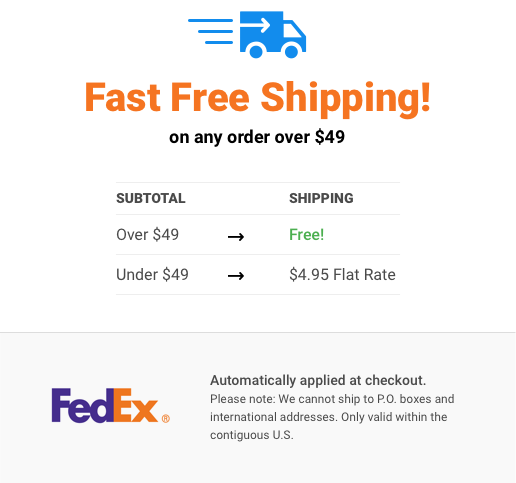 Fast Free Shipping!
on any order over $49
SUBTOTAL SHIPPING
Over $49 → Free!
Under $49 → $4.95 Flat Rate
FedEx®
Automatically applied at checkout.
Please note: We cannot ship to P.O. boxes and
international addresses. Only valid within the
contiguous U.S.